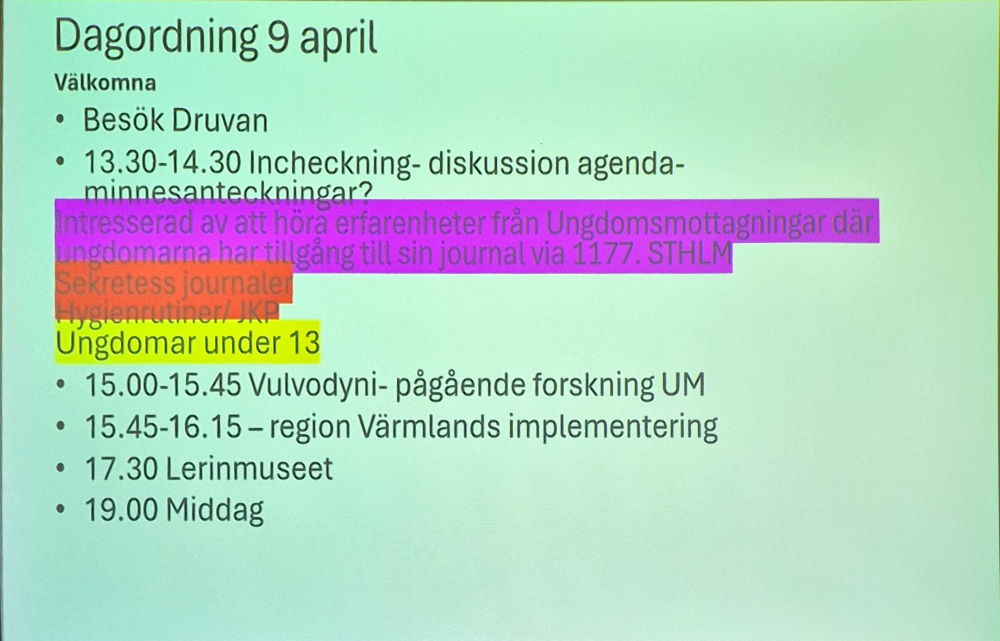 Dagordning 9 april
Välkomna
• Besök Druvan
• 13.30-14.30 Incheckning- diskussion agenda-
minnesanteckningar?
Intresserad av att höra erfarenheter från Ungdomsmottagningar där
ungdomarna har tillgång till sin journal via 1177. STHLM
Sekretess journaler
Hygienrutiner/ JKP
Ungdomar under 13
• 15.00-15.45 Vulvodyni- pågående forskning UM
• 15.45-16.15 – region Värmlands implementering
• 17.30 Lerinmuseet
• 19.00 Middag